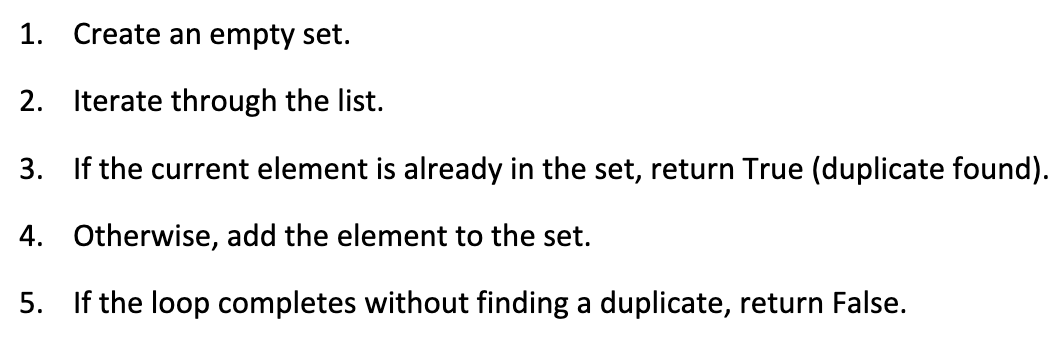 1. Create an empty set.
2. Iterate through the list.
3. If the current element is already in the set, return True (duplicate found).
4. Otherwise, add the element to the set.
5. If the loop completes without finding a duplicate, return False.